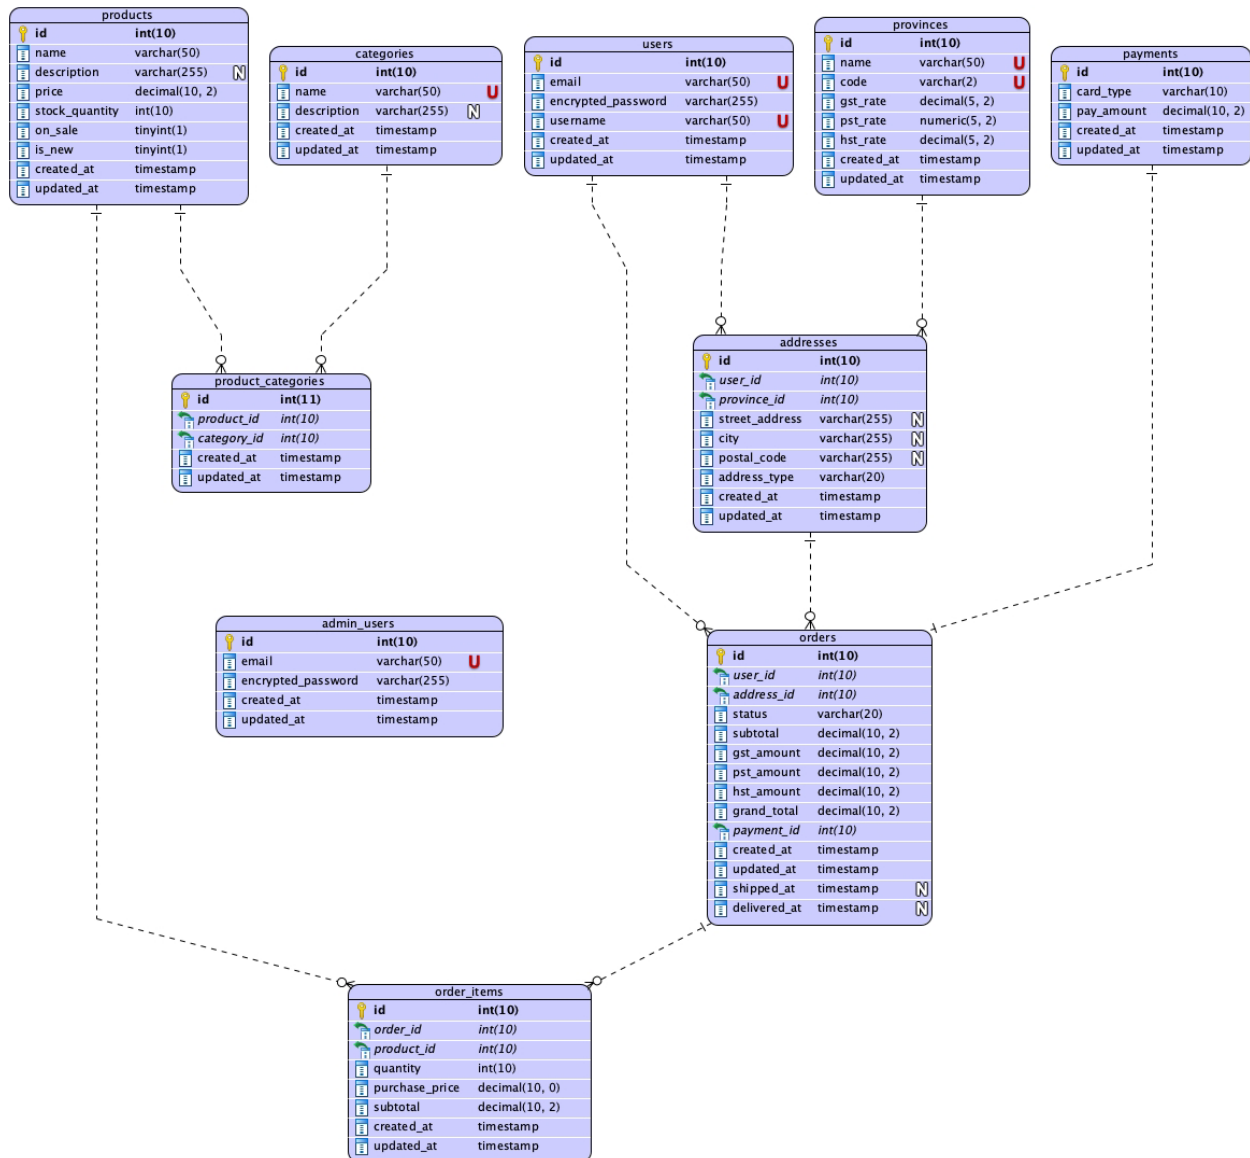 products
id int(10)
name varchar(50)
description varchar(255) N
price decimal(10, 2)
stock_quantity int(10)
on_sale tinyint(1)
is_new tinyint(1)
created_at timestamp
updated_at timestamp
categories
id int(10)
name varchar(50) U
description varchar(255) N
created_at timestamp
updated_at timestamp
users
id int(10)
email varchar(50) U
encrypted_password varchar(255)
username varchar(50) U
created_at timestamp
updated_at timestamp
provinces
id int(10)
name varchar(50) U
code varchar(2) U
gst_rate decimal(5, 2)
pst_rate numeric(5, 2)
hst_rate decimal(5, 2)
created_at timestamp
updated_at timestamp
payments
id int(10)
card_type varchar(10)
pay_amount decimal(10, 2)
created_at timestamp
updated_at timestamp
product_categories
id int(11)
product_id int(10)
category_id int(10)
created_at timestamp
updated_at timestamp
addresses
id int(10)
user_id int(10)
province_id int(10)
street_address varchar(255) N
city varchar(255) N
postal_code varchar(255) N
address_type varchar(20)
created_at timestamp
updated_at timestamp
admin_users
id int(10)
email varchar(50) U
encrypted_password varchar(255)
created_at timestamp
updated_at timestamp
orders
id int(10)
user_id int(10)
address_id int(10)
status varchar(20)
subtotal decimal(10, 2)
gst_amount decimal(10, 2)
pst_amount decimal(10, 2)
hst_amount decimal(10, 2)
grand_total decimal(10, 2)
payment_id int(10)
created_at timestamp
updated_at timestamp
shipped_at timestamp N
delivered_at timestamp N
order_items
id int(10)
order_id int(10)
product_id int(10)
quantity int(10)
purchase_price decimal(10, 0)
subtotal decimal(10, 2)
created_at timestamp
updated_at timestamp